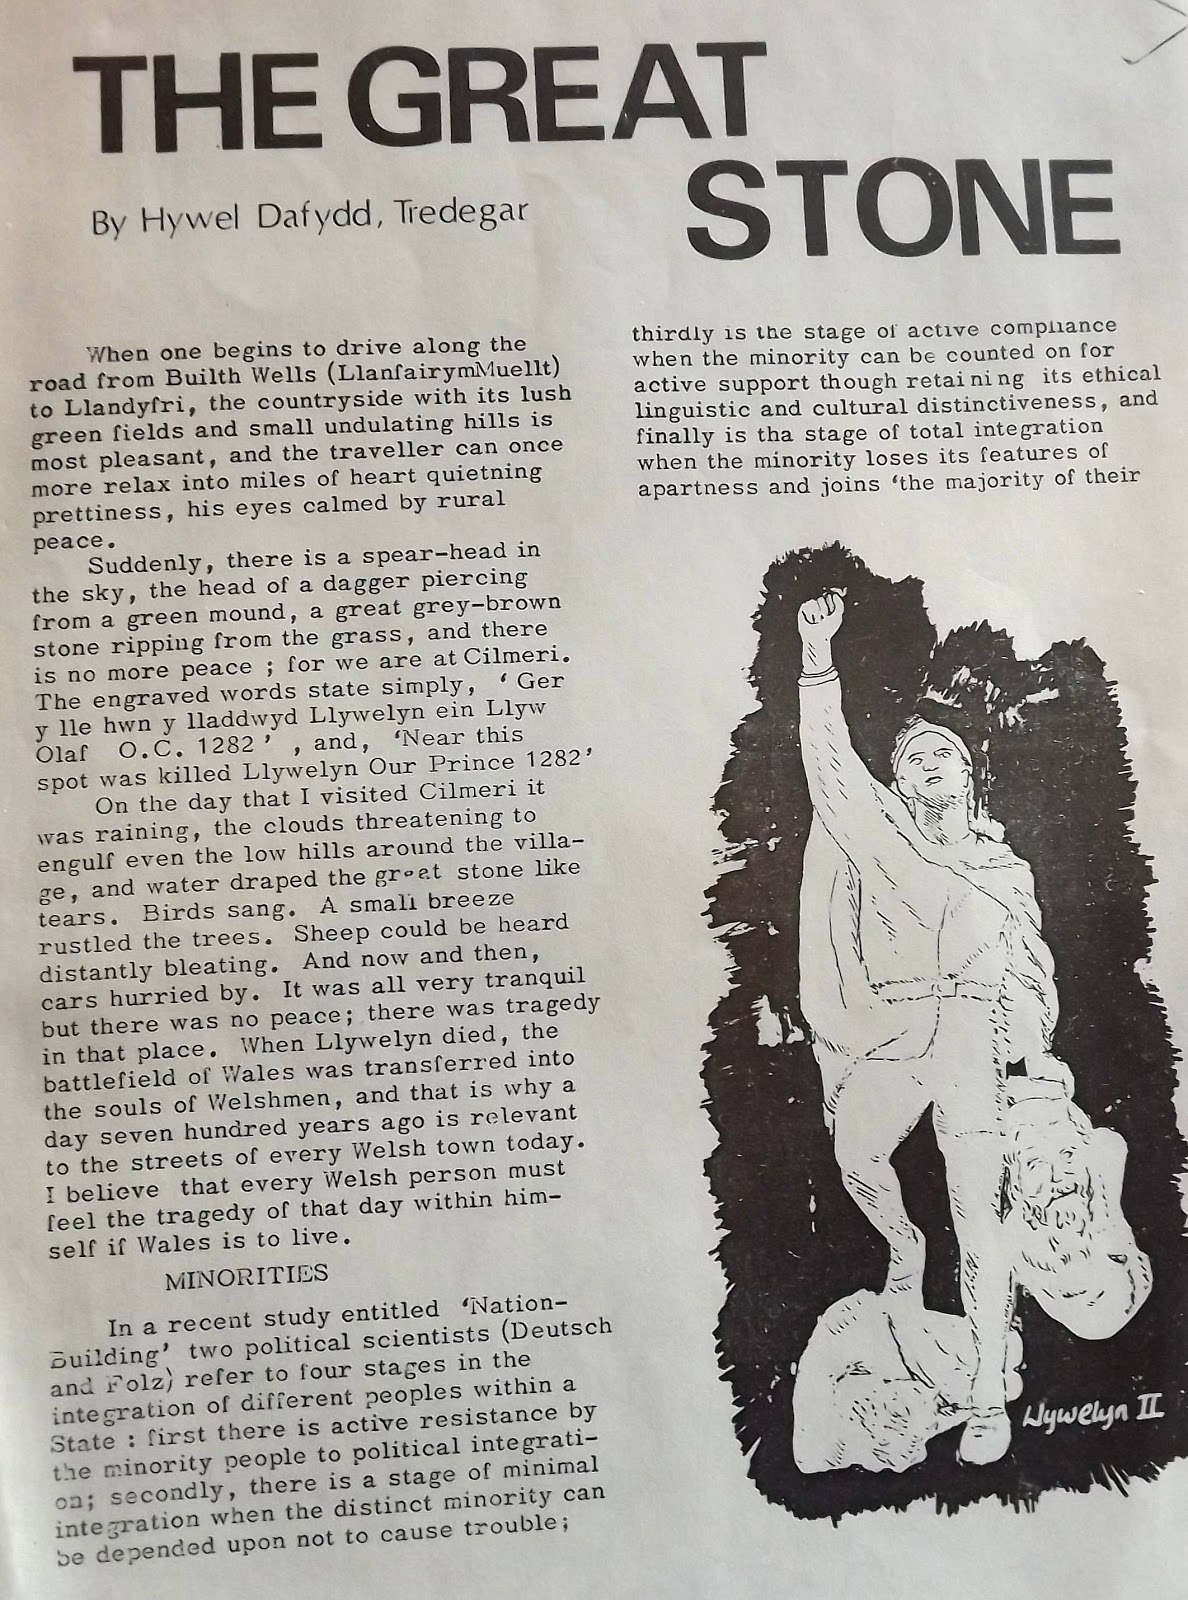 THE GREAT
STONE
By Hywel Dafydd, Tredegar
When one begins to drive along the
road from Builth Wells (LlanfairymMuellt)
to Llandyfri, the countryside with its lush
green fields and small undulating hills is
most pleasant, and the traveller can once
more relax into miles of heart quietning
prettiness, his eyes calmed by rural
peace.
Suddenly, there is a spear-head in
the sky, the head of a dagger piercing
from a green mound, a great grey-brown
stone ripping from the grass, and there
is no more peace ; for we are at Cilmeri.
The engraved words state simply, ‘ Ger
y lle hwn y lladdwyd Llywelyn ein Llyw
Olaf O.C. 1282 ’ , and, ‘Near this
spot was killed Llywelyn Our Prince 1282’
On the day that I visited Cilmeri it
was raining, the clouds threatening to
engulf even the low hills around the villa-
ge, and water draped the great stone like
tears. Birds sang. A small breeze
rustled the trees. Sheep could be heard
distantly bleating. And now and then,
cars hurried by. It was all very tranquil
but there was no peace; there was tragedy
in that place. When Llywelyn died, the
battlefield of Wales was transferred into
the souls of Welshmen, and that is why a
day seven hundred years ago is relevant
to the streets of every Welsh town today.
I believe that every Welsh person must
feel the tragedy of that day within him-
self if Wales is to live.
MINORITIES
In a recent study entitled ‘Nation-
Building’ two political scientists (Deutsch
and Folz) refer to four stages in the
integration of different peoples within a
State : first there is active resistance by
the minority people to political integrati-
on; secondly, there is a stage of minimal
integration when the distinct minority can
be depended upon not to cause trouble;
thirdly is the stage of active compliance
when the minority can be counted on for
active support though retaining its ethical
linguistic and cultural distinctiveness, and
finally is tha stage of total integration
when the minority loses its features of
apartness and joins ‘the majority of their
Llywelyn II